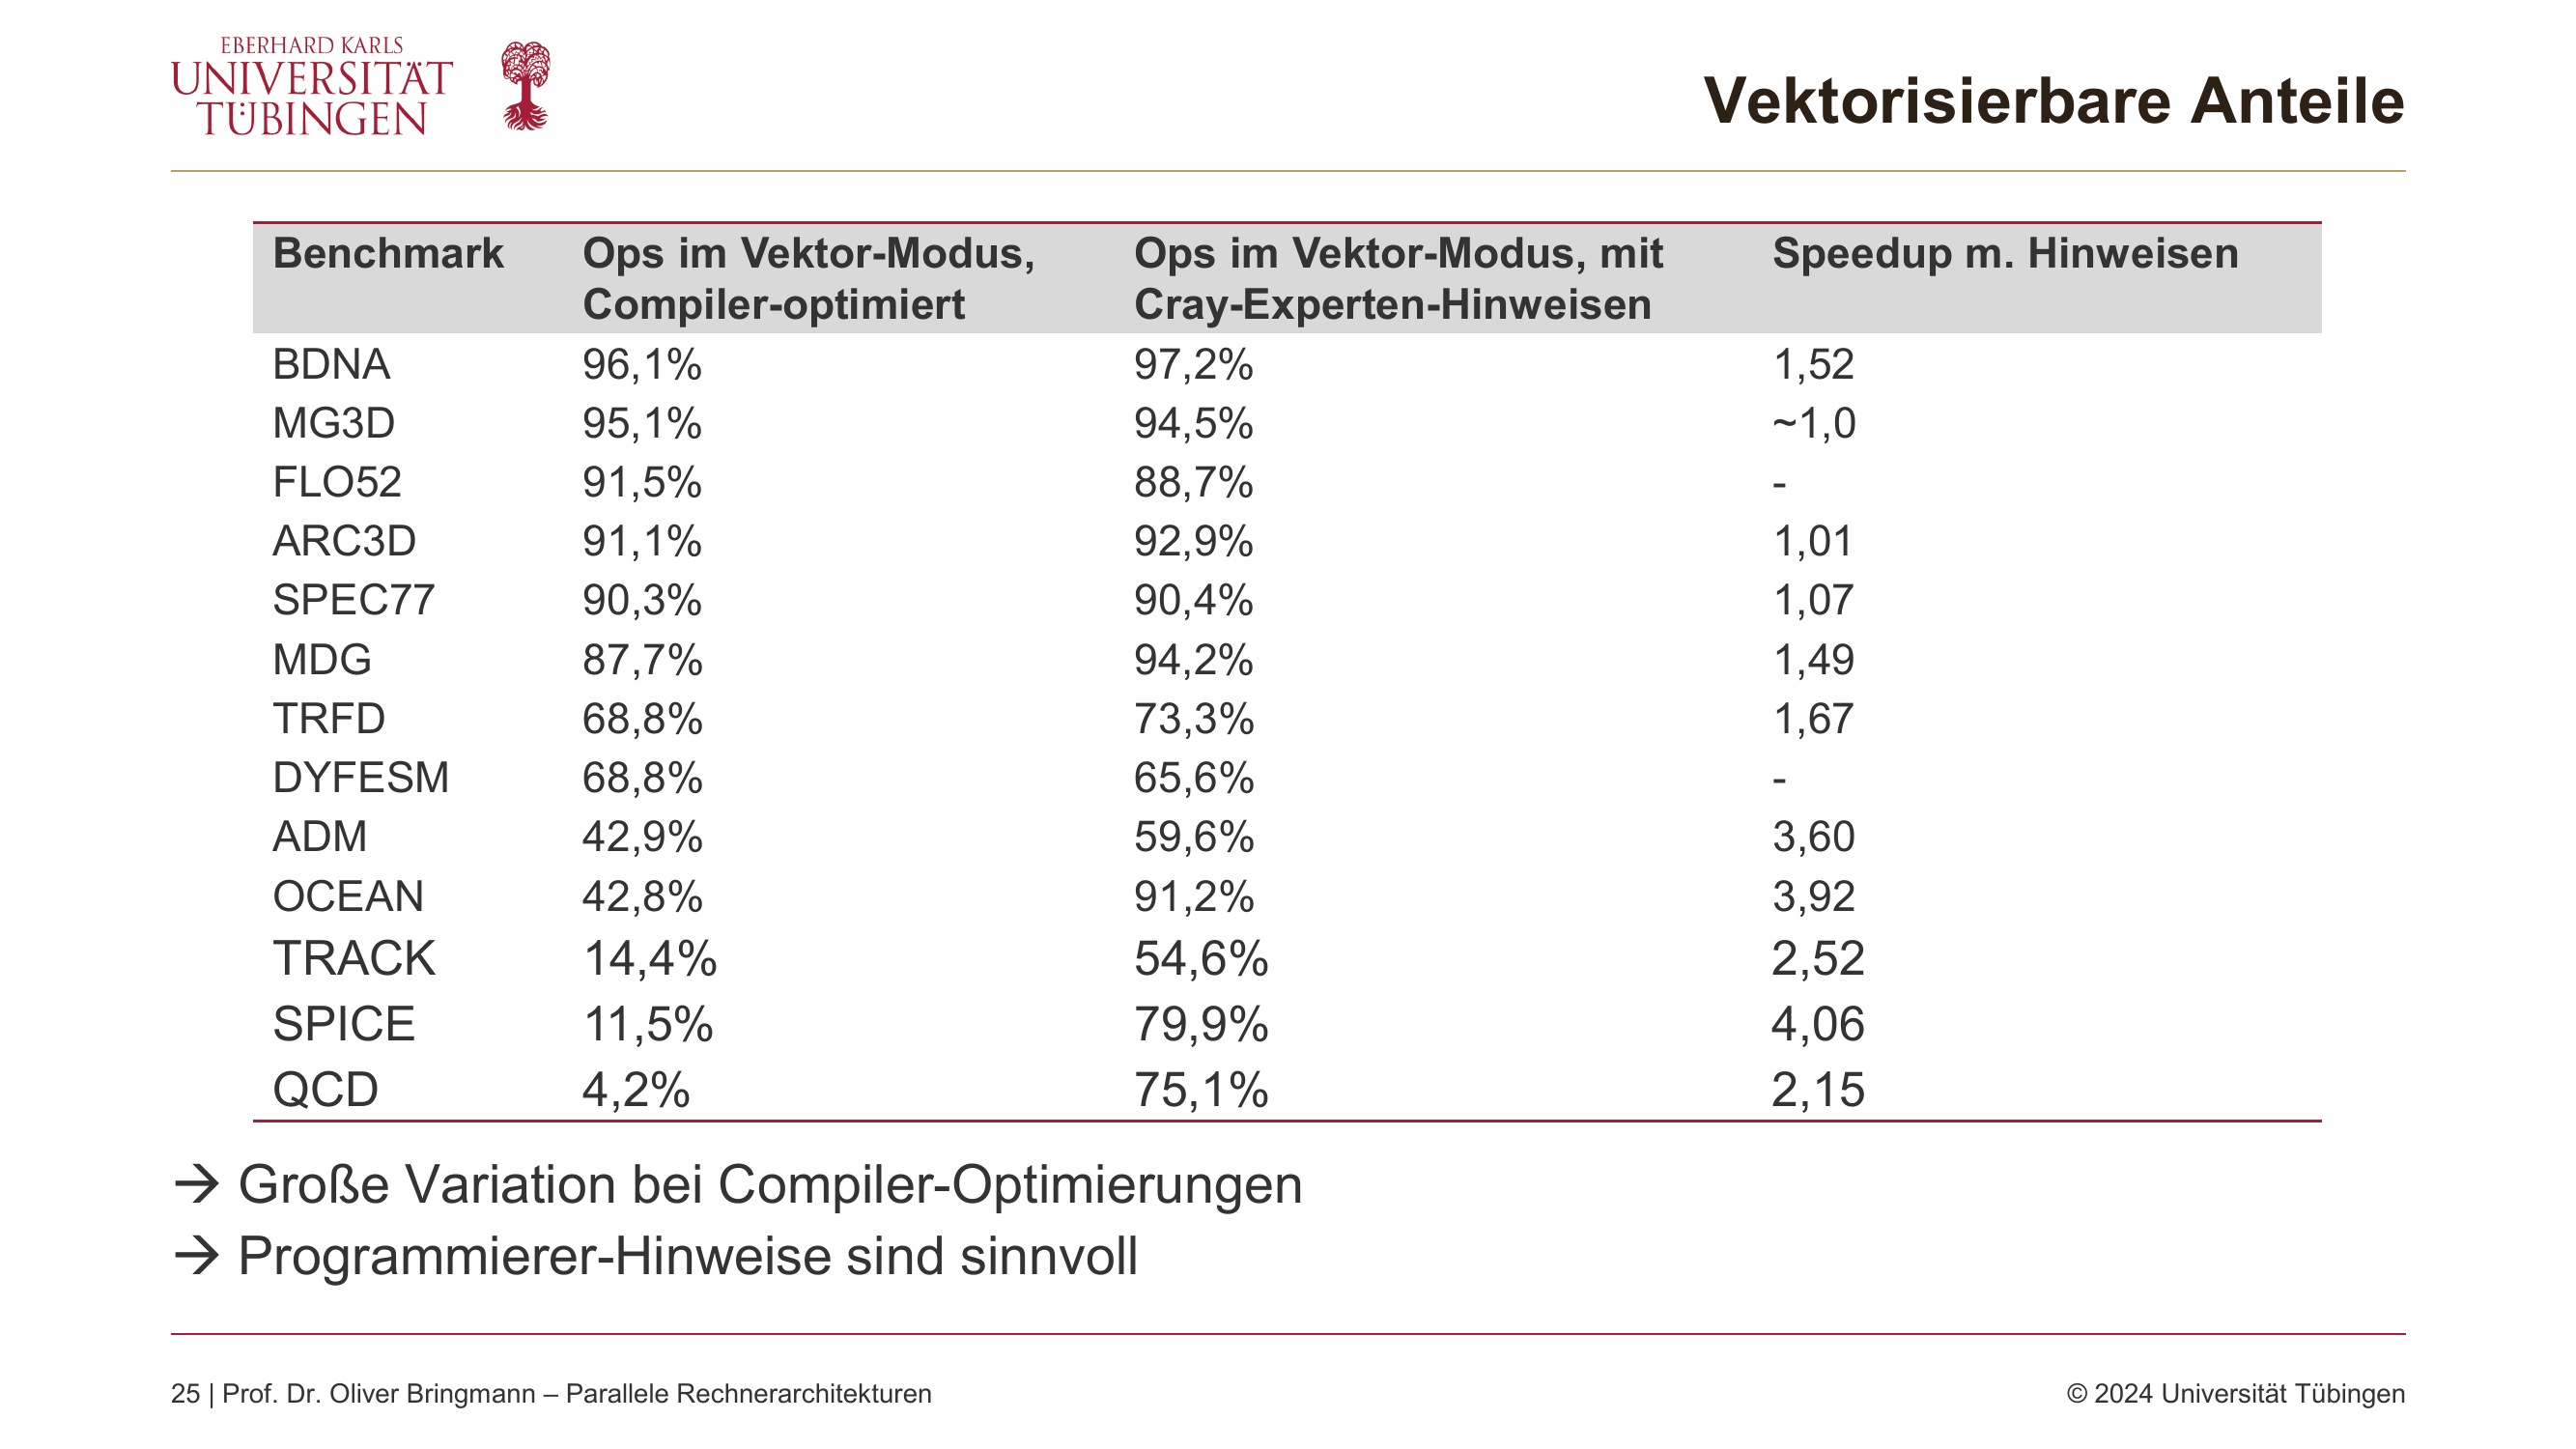 EBERHARD KARLS
UNIVERSITÄT
TÜBINGEN
Vektorisierbare Anteile
Benchmark Ops im Vektor-Modus, Compiler-optimiert Ops im Vektor-Modus, mit Cray-Experten-Hinweisen Speedup m. Hinweisen
BDNA 96,1% 97,2% 1,52
MG3D 95,1% 94,5% ~1,0
FLO52 91,5% 88,7% -
ARC3D 91,1% 92,9% 1,01
SPEC77 90,3% 90,4% 1,07
MDG 87,7% 94,2% 1,49
TRFD 68,8% 73,3% 1,67
DYFESM 68,8% 65,6% -
ADM 42,9% 59,6% 3,60
OCEAN 42,8% 91,2% 3,92
TRACK 14,4% 54,6% 2,52
SPICE 11,5% 79,9% 4,06
QCD 4,2% 75,1% 2,15
→ Große Variation bei Compiler-Optimierungen
→ Programmierer-Hinweise sind sinnvoll
25 | Prof. Dr. Oliver Bringmann – Parallele Rechnerarchitekturen © 2024 Universität Tübingen